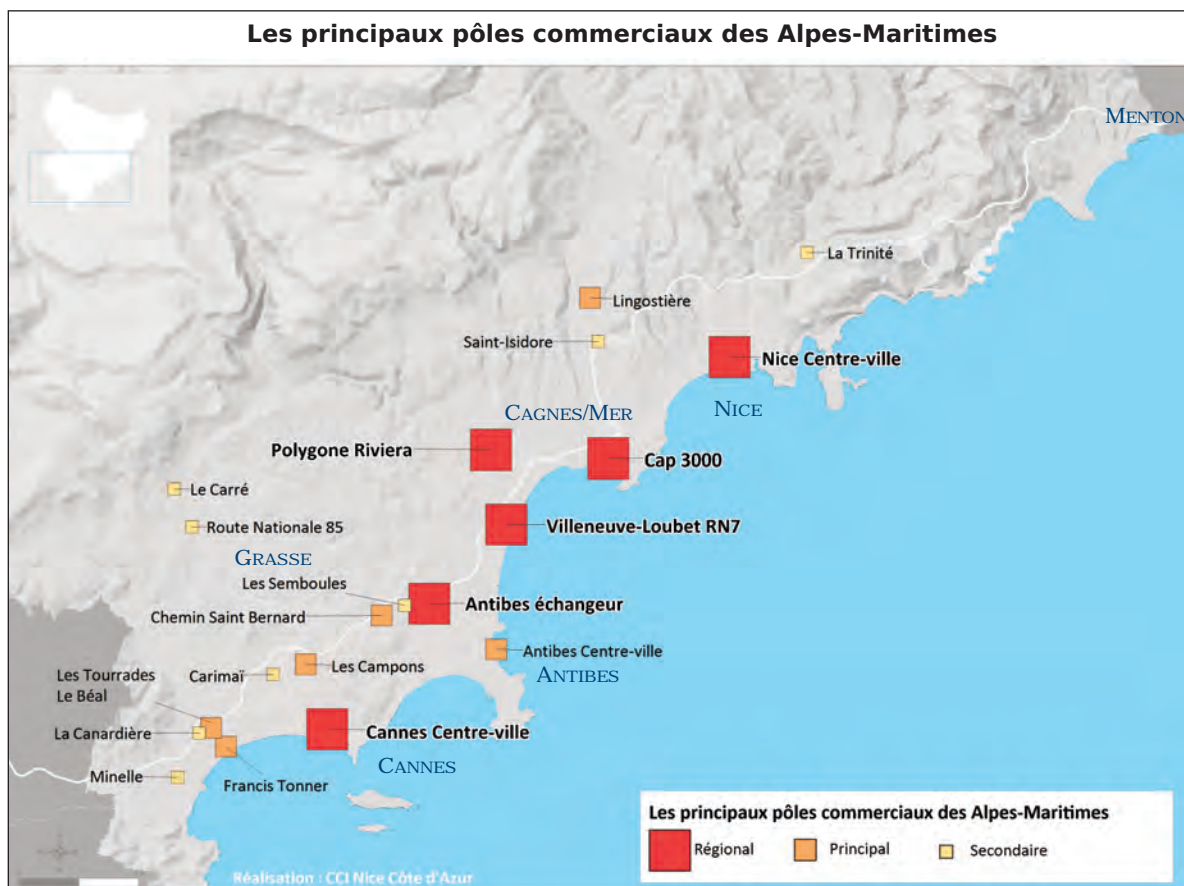 Les principaux pôles commerciaux des Alpes-Maritimes
MENTON
La Trinité
Lingostière
Saint-Isidore
Nice Centre-ville
CAGNES/MER
NICE
Polygone Riviera
Cap 3000
Le Carré
Villeneuve-Loubet RN7
Route Nationale 85
GRASSE
Les Semboules
Antibes échangeur
Chemin Saint Bernard
Antibes Centre-ville
Les Campons
ANTIBES
Carimaï
Les Tourrades
Le Béal
La Canardière
Cannes Centre-ville
CANNES
Minelle
Francis Tonner
Les principaux pôles commerciaux des Alpes-Maritimes
Régional
Principal
Secondaire
Réalisation : CCI Nice Côte d'Azur